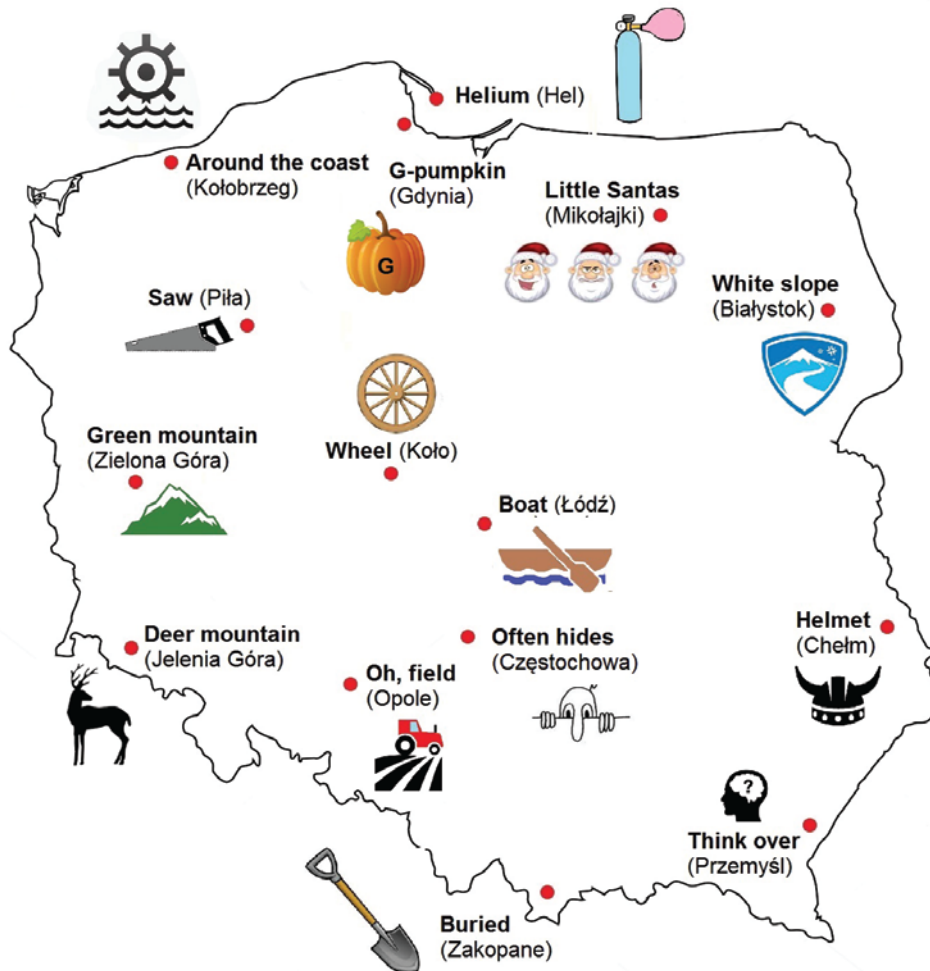 Helium (Hel)
Around the coast
(Kołobrzeg)
G-pumpkin
(Gdynia)
Little Santas
(Mikołajki)
G
White slope
(Białystok)
Saw (Piła)
Green mountain
(Zielona Góra)
Wheel (Koło)
Boat (Łódź)
Deer mountain
(Jelenia Góra)
Often hides
(Częstochowa)
Helmet
(Chełm)
Oh, field
(Opole)
?
Think over
(Przemyśl)
Buried
(Zakopane)